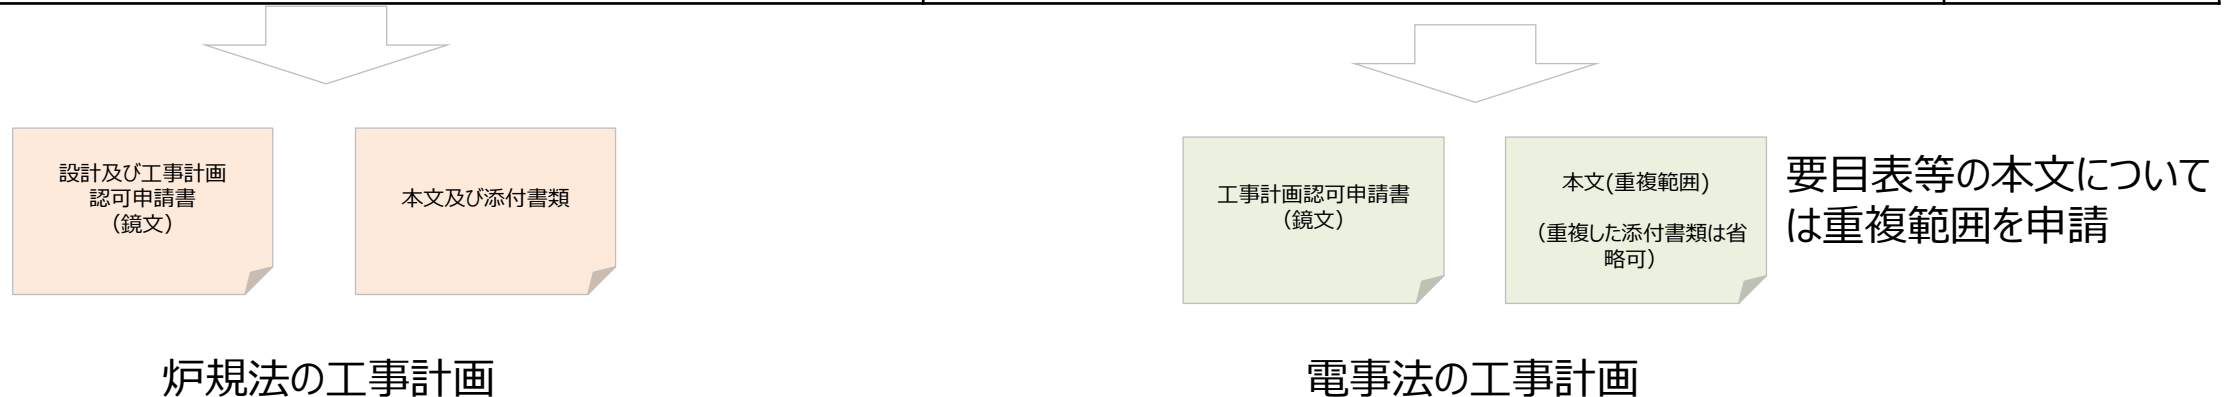 設計及び工事計画
認可申請書
（鏡文）
本文及び添付書類
工事計画認可申請書
（鏡文）
本文(重複範囲)
（重複した添付書類は省
略可）
要目表等の本文について
は重複範囲を申請
炉規法の工事計画
電事法の工事計画